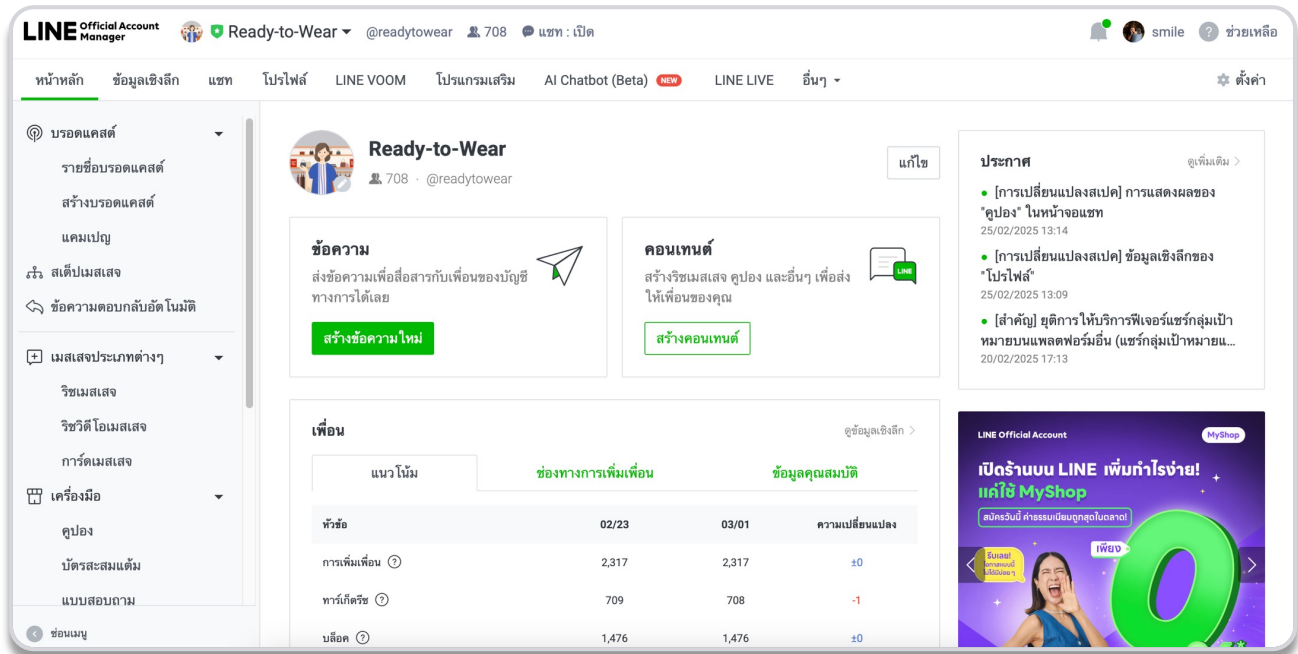 LINE Official Account
Manager
Ready-to-Wear
@readytowear
708
แชท : เปิด
smile
ช่วยเหลือ
หน้าหลัก
ข้อมูลเชิงลึก
แชท
โปรไฟล์
LINE VOOM
โปรแกรมเสริม
AI Chatbot (Beta)
NEW
LINE LIVE
อื่นๆ
ตั้งค่า
บรอดแคสต์
รายชื่อบรอดแคสต์
สร้างบรอดแคสต์
แคมเปญ
สเต็ปเมสเสจ
ข้อความตอบกลับอัตโนมัติ
เมสเสจประเภทต่างๆ
ริชเมสเสจ
ริชวิดีโอเมสเสจ
การ์ดเมสเสจ
เครื่องมือ
คูปอง
บัตรสะสมแต้ม
แบบสอบถาม
ซ่อนเมนู
Ready-to-Wear
708 · @readytowear
แก้ไข
ข้อความ
ส่งข้อความเพื่อสื่อสารกับเพื่อนของบัญชี
ทางการได้เลย
สร้างข้อความใหม่
คอนเทนต์
สร้างริชเมสเสจ คูปอง และอื่นๆ เพื่อส่ง
ให้เพื่อนของคุณ
LINE
สร้างคอนเทนต์
เพื่อน
ดูข้อมูลเชิงลึก
แนวโน้ม
ช่องทางการเพิ่มเพื่อน
ข้อมูลคุณสมบัติ
หัวข้อ 02/23 03/01 ความเปลี่ยนแปลง
การเพิ่มเพื่อน 2,317 2,317 ±0
ทาร์เก็ตรีช 709 708 -1
บล็อค 1,476 1,476 ±0
ประกาศ
ดูเพิ่มเติม
[การเปลี่ยนแปลงสเปค] การแสดงผลของ
"คูปอง" ในหน้าจอแชท
25/02/2025 13:14
[การเปลี่ยนแปลงสเปค] ข้อมูลเชิงลึกของ
"โปรไฟล์"
25/02/2025 13:09
[สำคัญ] ยุติการให้บริการฟีเจอร์แชร์กลุ่มเป้า
หมายบนแพลตฟอร์มอื่น (แชร์กลุ่มเป้าหมายแ...
20/02/2025 17:13
LINE Official Account
MyShop
เปิดร้านบน LINE เพิ่มกำไรง่าย!
แค่ใช้ MyShop
สมัครวันนี้ ค่าธรรมเนียมถูกสุดในตลาด!
เพียง
0
รีบเลย!